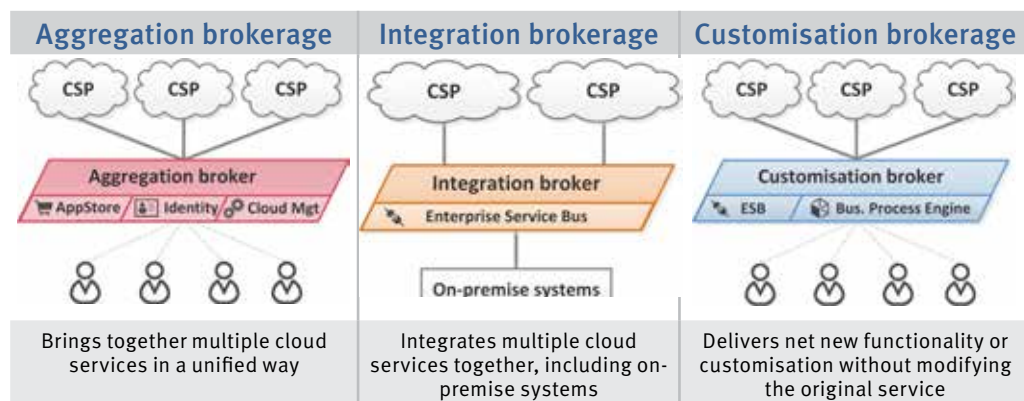 Aggregation brokerage
CSP
CSP
CSP
Aggregation broker
AppStore
Identity
Cloud Mgt
Brings together multiple cloud
services in a unified way
Integration brokerage
CSP
CSP
Integration broker
Enterprise Service Bus
On-premise systems
Integrates multiple cloud
services together, including on-
premise systems
Customisation brokerage
CSP
CSP
CSP
Customisation broker
ESB
Bus. Process Engine
Delivers net new functionality or
customisation without modifying
the original service